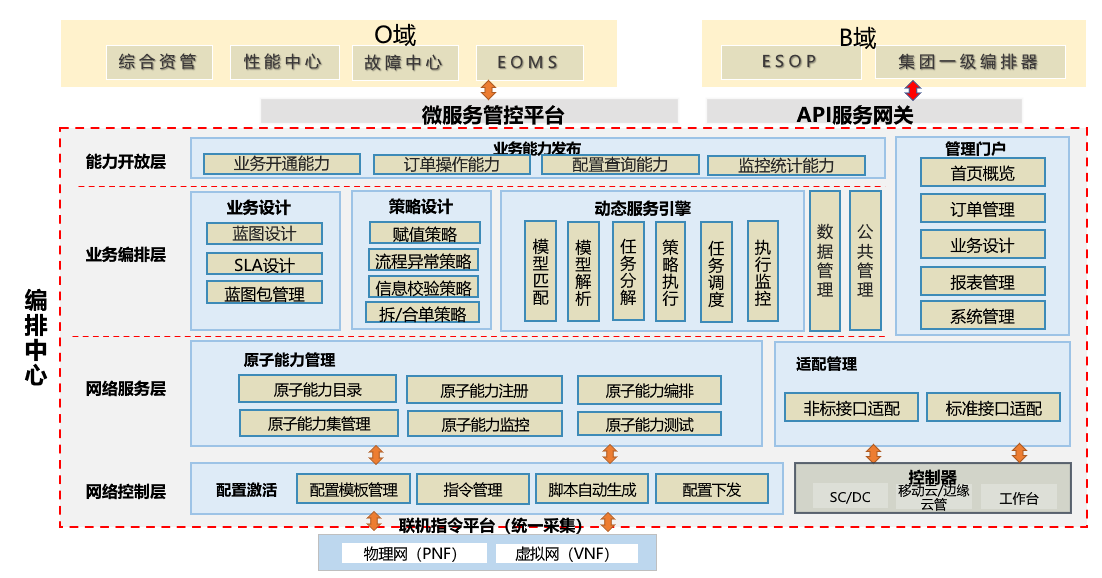 O域
综合资管
性能中心
故障中心
EOMS
B域
ESOP
集团一级编排器
微服务管控平台
API服务网关
编排中心
能力开放层
业务能力发布
业务开通能力
订单操作能力
配置查询能力
监控统计能力
管理门户
首页概览
订单管理
业务设计
报表管理
系统管理
业务编排层
业务设计
蓝图设计
SLA设计
蓝图包管理
策略设计
赋值策略
流程异常策略
信息校验策略
拆/合单策略
动态服务引擎
模型匹配
模型解析
任务分解
策略执行
任务调度
执行监控
数据管理
公共管理
网络服务层
原子能力管理
原子能力目录
原子能力注册
原子能力编排
原子能力集管理
原子能力监控
原子能力测试
适配管理
非标接口适配
标准接口适配
网络控制层
配置激活
配置模板管理
指令管理
脚本自动生成
配置下发
控制器
SC/DC
移动云/边缘
云管
工作台
联机指令平台（统一采集）
物理网（PNF）
虚拟网（VNF）